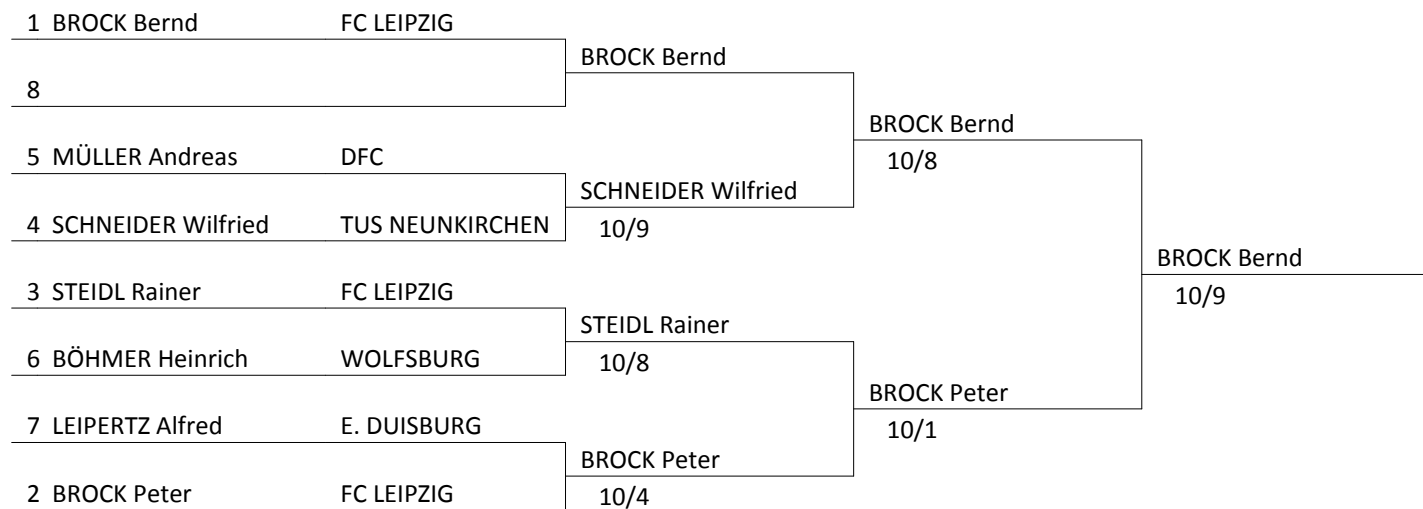 1 BROCK Bernd FC LEIPZIG
BROCK Bernd
8
BROCK Bernd
5 MÜLLER Andreas DFC
10/8
SCHNEIDER Wilfried
4 SCHNEIDER Wilfried TUS NEUNKIRCHEN
10/9
BROCK Bernd
3 STEIDL Rainer FC LEIPZIG
10/9
STEIDL Rainer
6 BÖHMER Heinrich WOLFSBURG
10/8
BROCK Peter
7 LEIPERTZ Alfred E. DUISBURG
10/1
BROCK Peter
2 BROCK Peter FC LEIPZIG
10/4